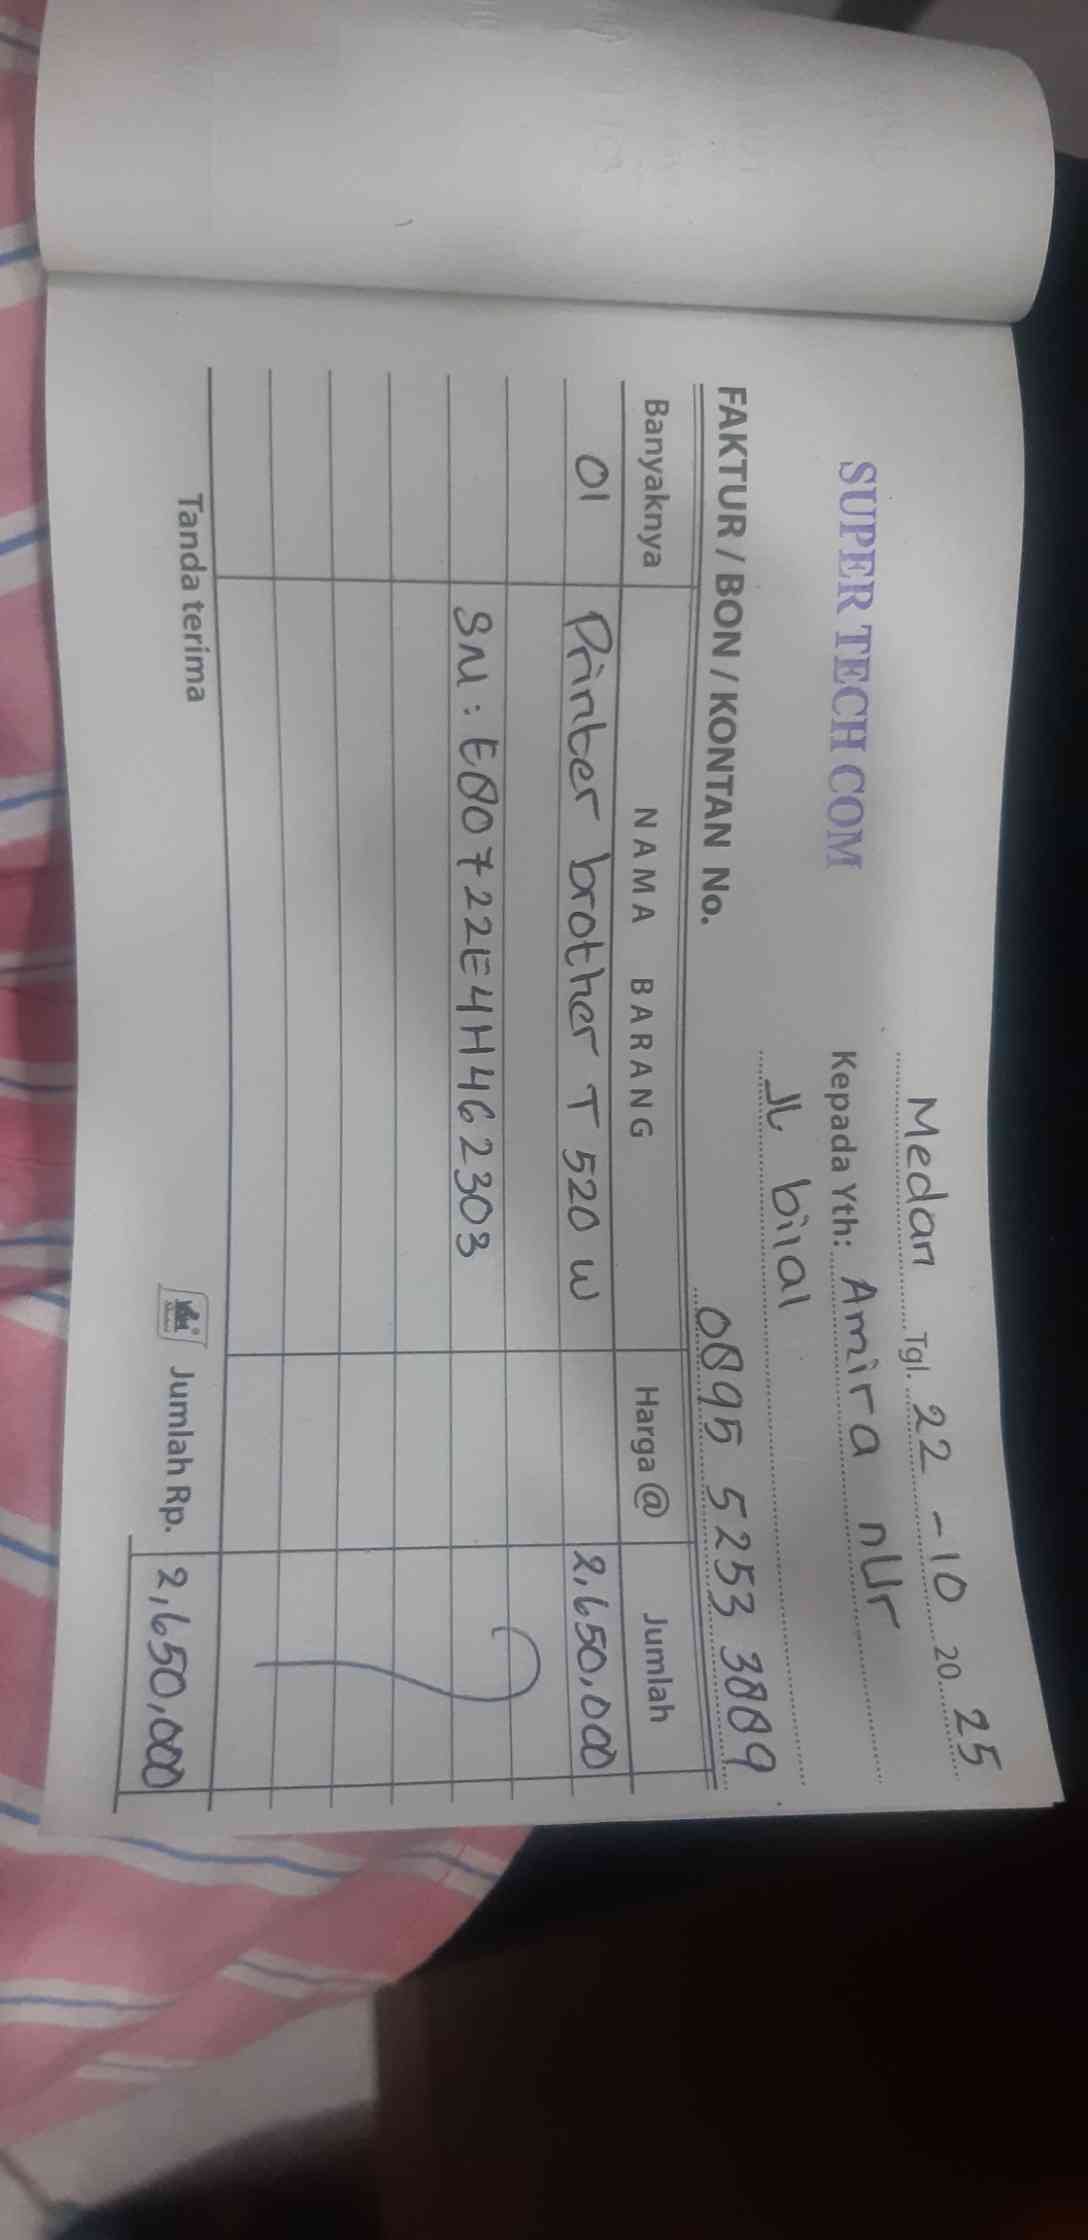 SUPER TECH COM
Medan Tgl. 22 - 10 20 25
Kepada Yth: Amira nur
JL bilal
0895 5253 3889
FAKTUR / BON / KONTAN No.
Banyaknya NAMA BARANG Harga @ Jumlah
01 Printer brother T 520 W 2,650,000
SN : E80722E4H462303
Tanda terima Jumlah Rp. 2,650,000